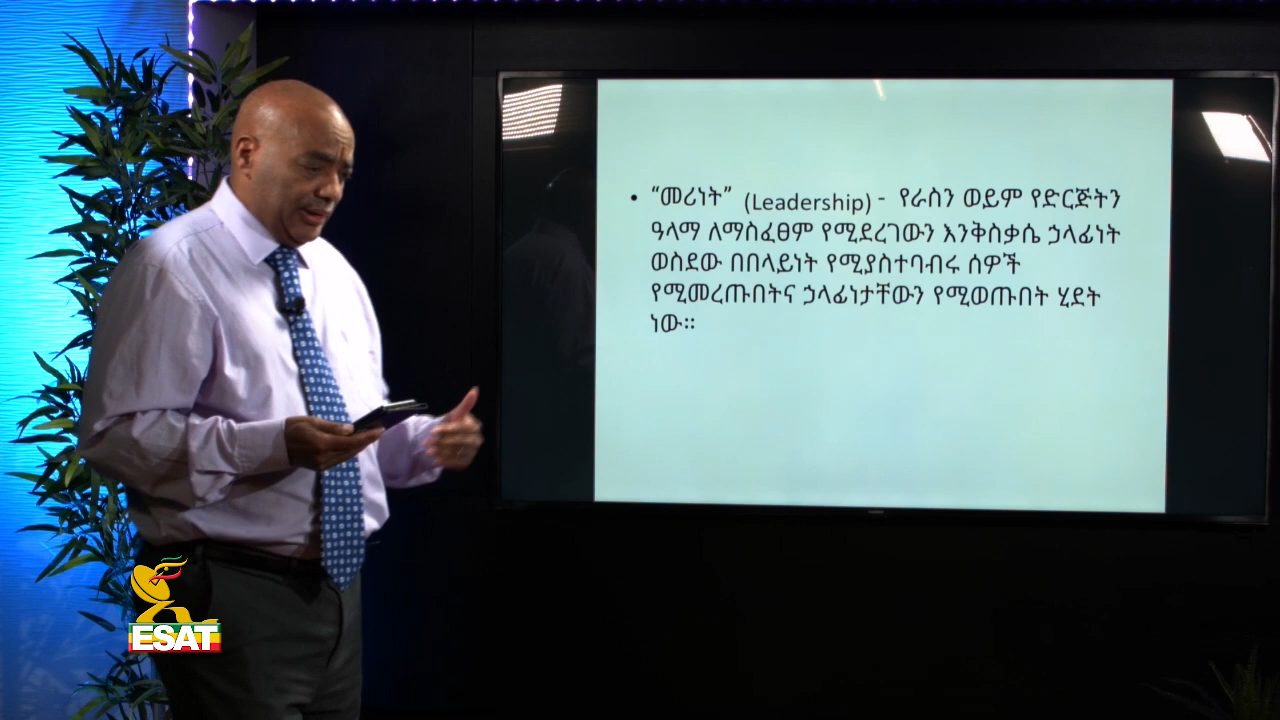 • “መሪነት” (Leadership) - የራስን ወይም የድርጅትን
ዓላማ ለማስፈፀም የሚደረገውን እንቅስቃሴ ኃላፊነት
ወስደው በበላይነት የሚያስተባብሩ ሰዎች
የሚመረጡበትና ኃላፊነታቸውን የሚወጡበት ሂደት
ነው።
ESAT